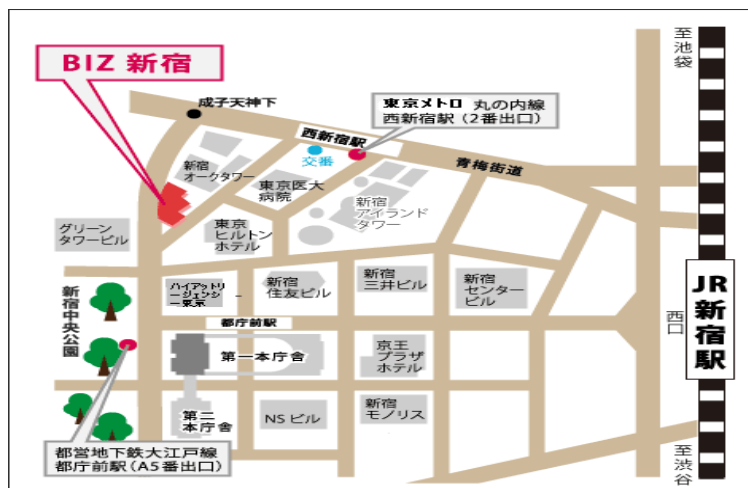 BIZ 新宿
成子天神下
東京メトロ 丸の内線
西新宿駅(2番出口)
西新宿駅
交番
青梅街道
至池袋
新宿
オークタワー
東京医大
病院
新宿
アイランド
タワー
グリーン
タワービル
東京
ヒルトン
ホテル
ハイアットリ
ージェンシ
ー東京
新宿
住友ビル
新宿
三井ビル
新宿
センター
ビル
新宿中央公園
都庁前駅
第一本庁舎
京王
プラザ
ホテル
西口
JR新宿駅
第二
本庁舎
NSビル
新宿
モノリス
都営地下鉄大江戸線
都庁前駅(A5番出口)
至渋谷